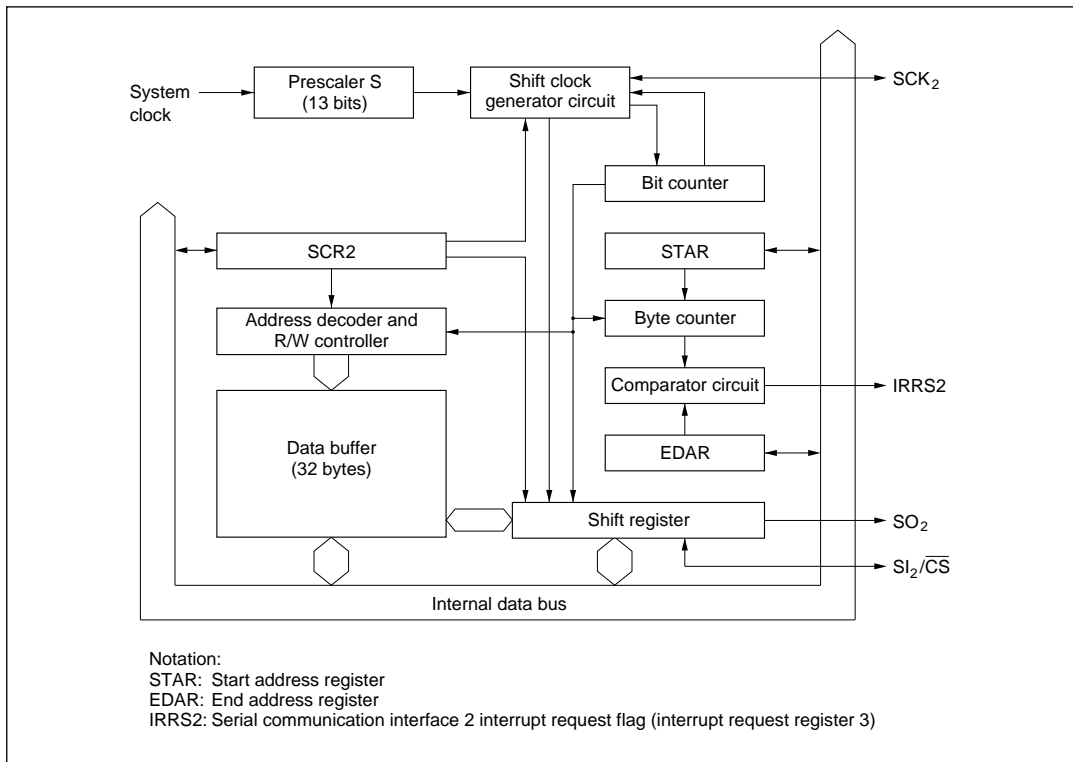 System
clock
Prescaler S
(13 bits)
Shift clock
generator circuit
SCK₂
Bit counter
SCR2
STAR
Address decoder and
R/W controller
Byte counter
Comparator circuit
IRRS2
Data buffer
(32 bytes)
EDAR
Shift register
SO₂
SI₂/C̅S̅
Internal data bus
Notation:
STAR: Start address register
EDAR: End address register
IRRS2: Serial communication interface 2 interrupt request flag (interrupt request register 3)